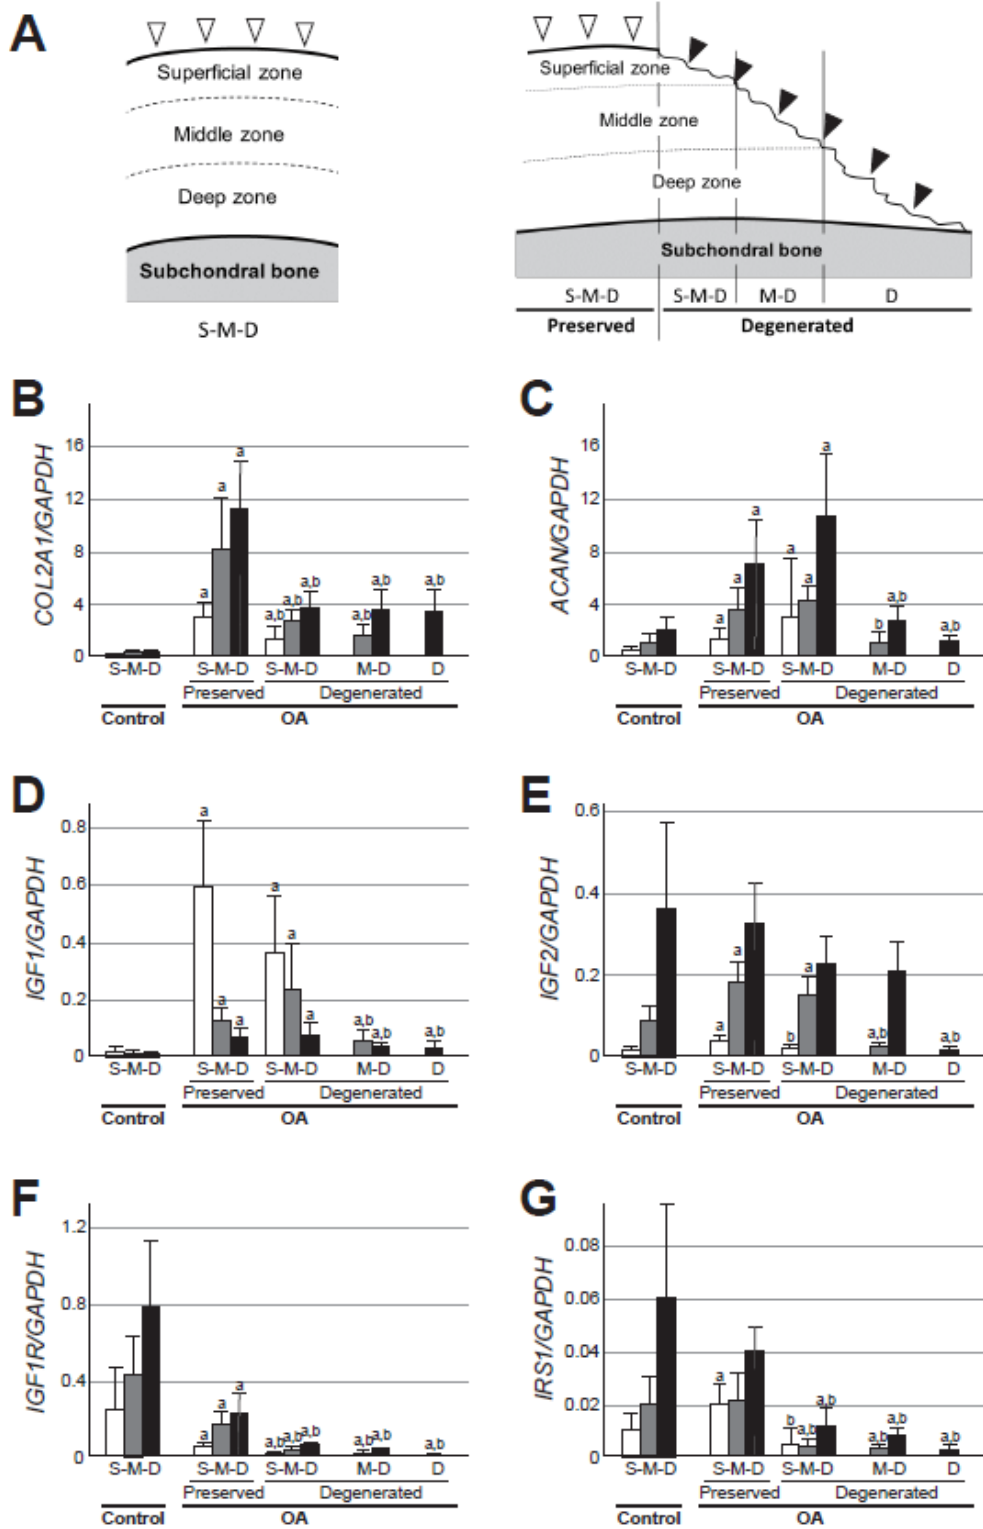 A
Superficial zone
Middle zone
Deep zone
Subchondral bone
S-M-D
Superficial zone
Middle zone
Deep zone
Subchondral bone
S-M-D S-M-D M-D D
Preserved Degenerated
B
COL2A1/GAPDH
16
12
8
4
0
a a a a,b a,b a,b a,b a,b a,b
S-M-D S-M-D S-M-D M-D D
Preserved Degenerated
Control OA
C
ACAN/GAPDH
16
12
8
4
0
a a a a a a b a,b a,b
S-M-D S-M-D S-M-D M-D D
Preserved Degenerated
Control OA
D
IGF1/GAPDH
0.8
0.6
0.4
0.2
0
a a a a a a a,b a,b a,b
S-M-D S-M-D S-M-D M-D D
Preserved Degenerated
Control OA
E
IGF2/GAPDH
0.6
0.4
0.2
0
a a b a a,b a,b
S-M-D S-M-D S-M-D M-D D
Preserved Degenerated
Control OA
F
IGF1R/GAPDH
1.2
0.8
0.4
0
a a a a,b a,b a,b a,b a,b a,b
S-M-D S-M-D S-M-D M-D D
Preserved Degenerated
Control OA
G
IRS1/GAPDH
0.08
0.06
0.04
0.02
0
a b a,b a,b a,b a,b a,b
S-M-D S-M-D S-M-D M-D D
Preserved Degenerated
Control OA